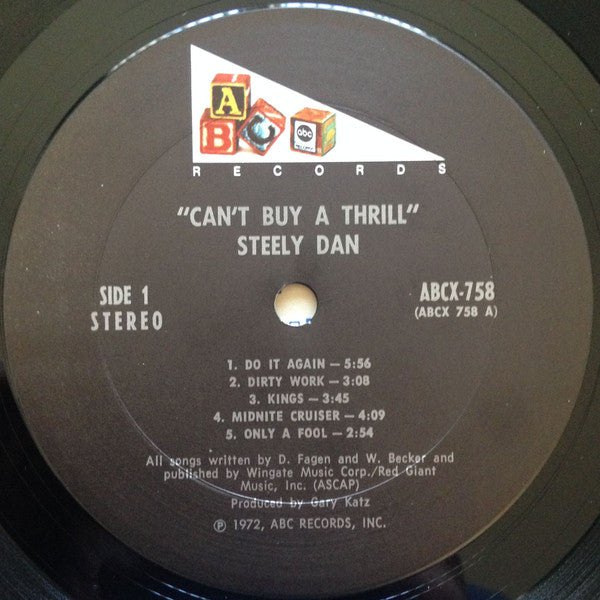 A
B C abc
RECORDS
"CAN'T BUY A THRILL"
STEELY DAN
SIDE 1
STEREO
ABCX-758
(ABCX 758 A)
1. DO IT AGAIN — 5:56
2. DIRTY WORK — 3:08
3. KINGS — 3:45
4. MIDNITE CRUISER — 4:09
5. ONLY A FOOL — 2:54
All songs written by D. Fagen and W. Becker and
published by Wingate Music Corp./Red Giant
Music, Inc. (ASCAP)
Produced by Gary Katz
℗ 1972, ABC RECORDS, INC.